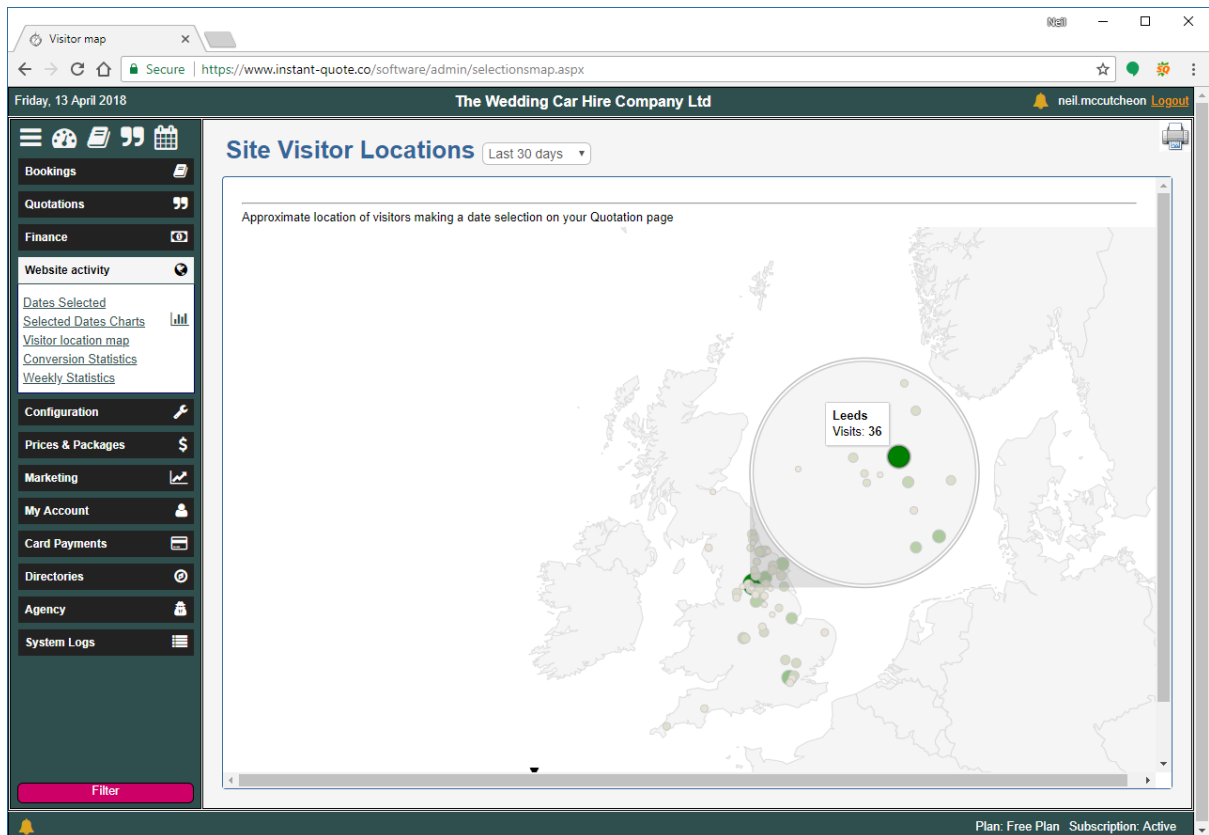 Neil
Visitor map
Secure
https://www.instant-quote.co/software/admin/selectionsmap.aspx
Friday, 13 April 2018
The Wedding Car Hire Company Ltd
neil.mccutcheon Logout
Site Visitor Locations
Last 30 days
Bookings
Quotations
Finance
Website activity
Dates Selected
Selected Dates Charts
Visitor location map
Conversion Statistics
Weekly Statistics
Configuration
Prices & Packages
Marketing
My Account
Card Payments
Directories
Agency
System Logs
Filter
Approximate location of visitors making a date selection on your Quotation page
Leeds
Visits: 36
Plan: Free Plan Subscription: Active